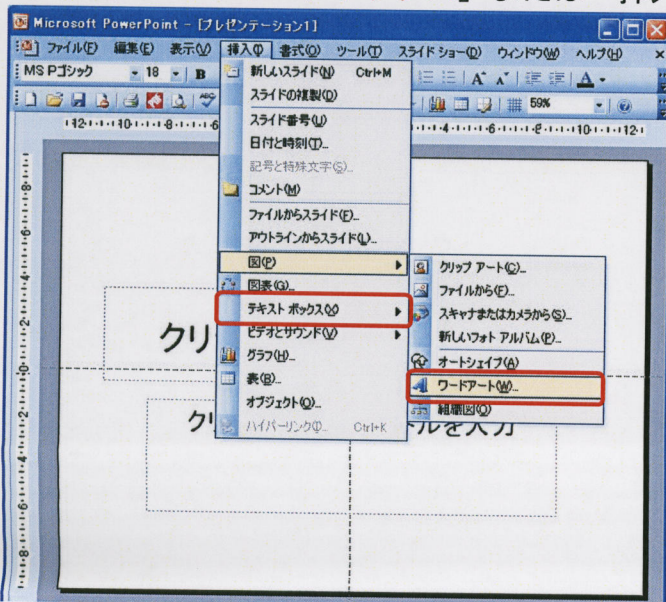 Microsoft PowerPoint - [プレゼンテーション1]
ファイル(F) 編集(E) 表示(V) 挿入(I) 書式(O) ツール(T) スライド ショー(D) ウィンドウ(W) ヘルプ(H)
MS Pゴシック 18 B
59%
新しいスライド(N) Ctrl+M
スライドの複製(D)
スライド番号(U)
日付と時刻(T)...
記号と特殊文字(S)...
コメント(M)
ファイルからスライド(F)...
アウトラインからスライド(L)...
図(P)
図表(G)...
テキスト ボックス(X)
ビデオとサウンド(V)
グラフ(H)...
表(B)...
オブジェクト(O)...
ハイパーリンク(I)... Ctrl+K
クリップ アート(C)...
ファイルから(F)...
スキャナまたはカメラから(S)...
新しいフォト アルバム(P)...
オートシェイプ(A)
ワードアート(W)...
組織図(O)
クリ
ク
トルを入力